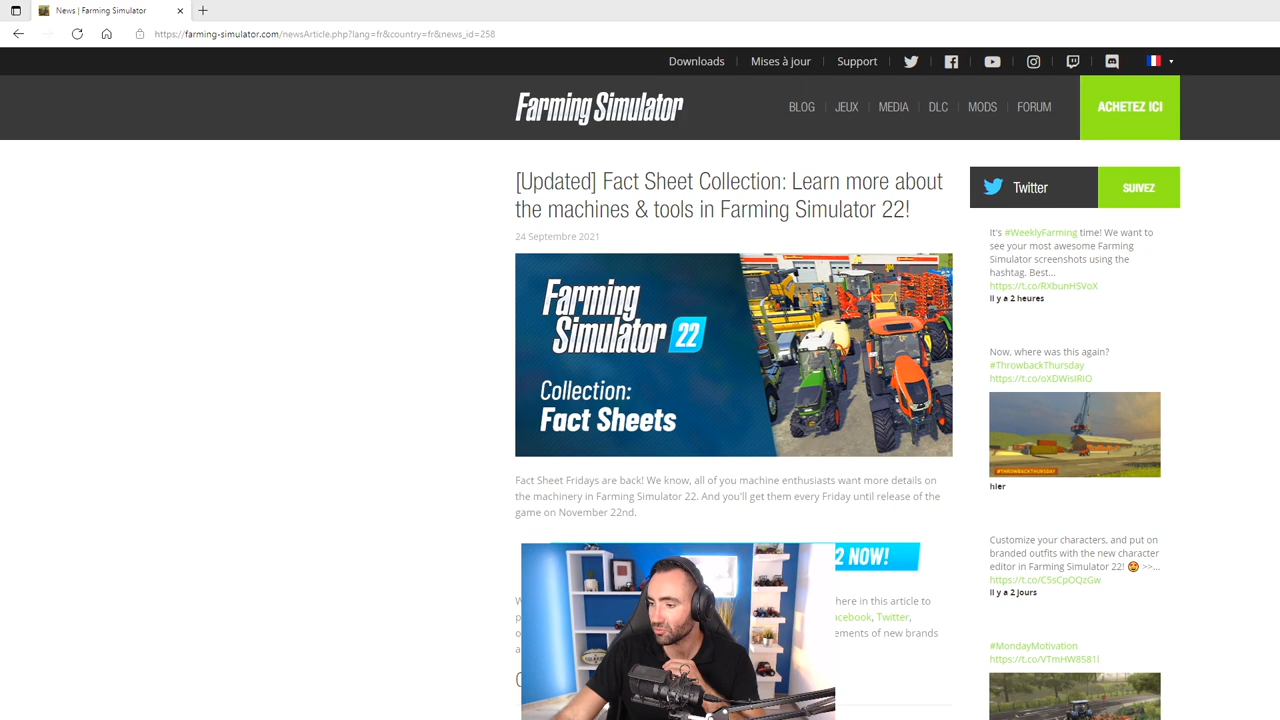 News | Farming Simulator
https://farming-simulator.com/newsArticle.php?lang=fr&country=fr&news_id=258
Downloads
Mises à jour
Support
Farming Simulator
BLOG
JEUX
MEDIA
DLC
MODS
FORUM
ACHETEZ ICI
[Updated] Fact Sheet Collection: Learn more about
the machines & tools in Farming Simulator 22!
24 Septembre 2021
Farming
Simulator 22
Collection:
Fact Sheets
Fact Sheet Fridays are back! We know, all of you machine enthusiasts want more details on
the machinery in Farming Simulator 22. And you'll get them every Friday until release of the
game on November 22nd.
2 NOW!
here in this article to
acebook, Twitter,
ements of new brands
Twitter
SUIVEZ
It's #WeeklyFarming time! We want to
see your most awesome Farming
Simulator screenshots using the
hashtag. Best...
https://t.co/RXbunHSVoX
Il y a 2 heures
Now, where was this again?
#ThrowbackThursday
https://t.co/oXDWisIRIO
#THROWBACKTHURSDAY
hier
Customize your characters, and put on
branded outfits with the new character
editor in Farming Simulator 22! 🤩 >>...
https://t.co/C5sCpOQzGw
Il y a 2 jours
#MondayMotivation
https://t.co/VTmHW8581l